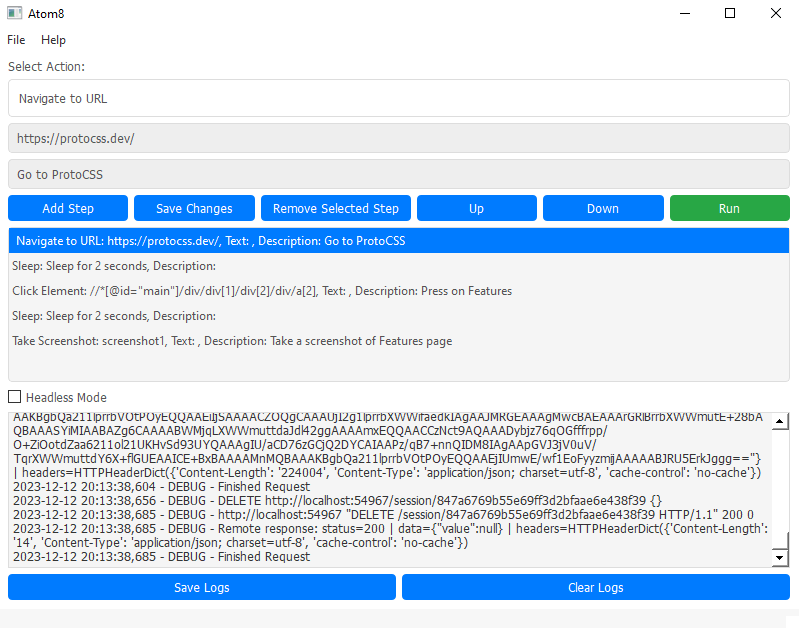 Atom8
File Help
Select Action:
Navigate to URL
https://protocss.dev/
Go to ProtoCSS
Add Step Save Changes Remove Selected Step Up Down Run
Navigate to URL: https://protocss.dev/, Text: , Description: Go to ProtoCSS
Sleep: Sleep for 2 seconds, Description:
Click Element: //*[@id="main"]/div/div[1]/div[2]/div/a[2], Text: , Description: Press on Features
Sleep: Sleep for 2 seconds, Description:
Take Screenshot: screenshot1, Text: , Description: Take a screenshot of Features page
Headless Mode
| headers=HTTPHeaderDict({'Content-Length': '224004', 'Content-Type': 'application/json; charset=utf-8', 'cache-control': 'no-cache'})
2023-12-12 20:13:38,604 - DEBUG - Finished Request
2023-12-12 20:13:38,656 - DEBUG - DELETE http://localhost:54967/session/847a6769b55e69ff3d2bfaae6e438f39 {}
2023-12-12 20:13:38,685 - DEBUG - http://localhost:54967 "DELETE /session/847a6769b55e69ff3d2bfaae6e438f39 HTTP/1.1" 200 0
2023-12-12 20:13:38,685 - DEBUG - Remote response: status=200 | data={"value":null} | headers=HTTPHeaderDict({'Content-Length':
'14', 'Content-Type': 'application/json; charset=utf-8', 'cache-control': 'no-cache'})
2023-12-12 20:13:38,685 - DEBUG - Finished Request
Save Logs Clear Logs